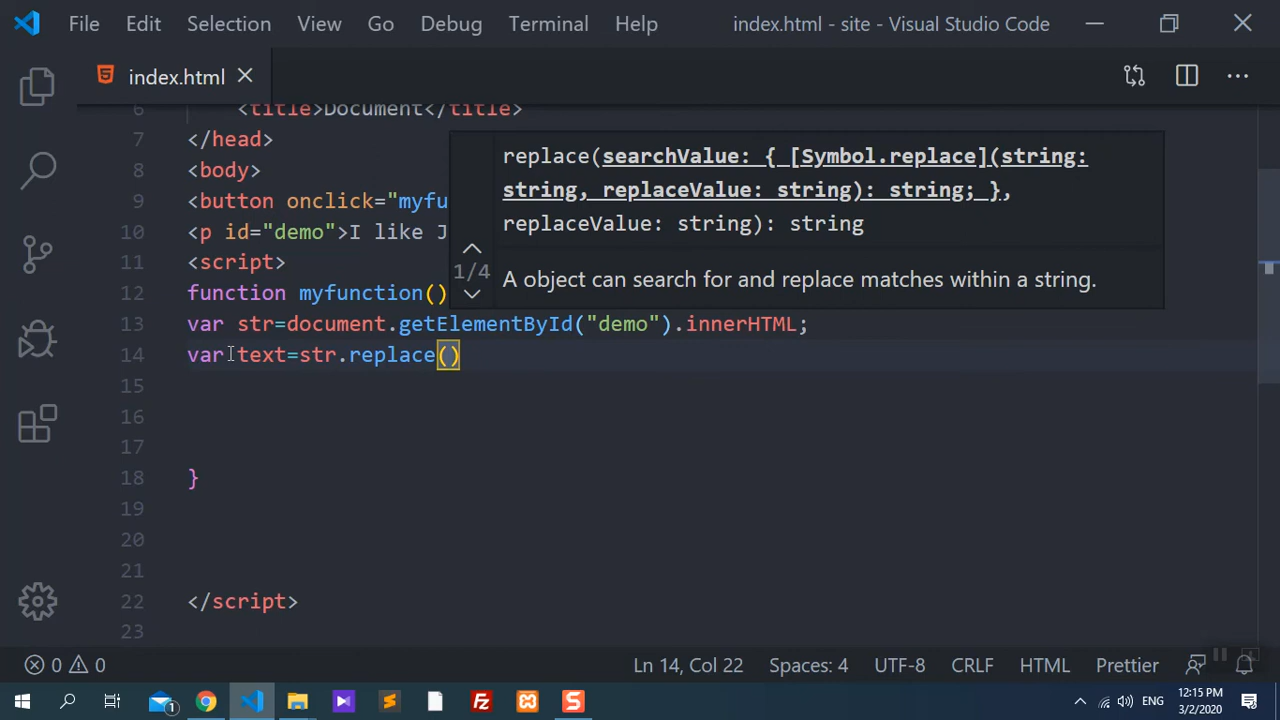 File Edit Selection View Go Debug Terminal Help index.html - site - Visual Studio Code
index.html
6 <title>Document</title>
7 </head>
8 <body>
9 <button onclick="myfu
10 <p id="demo">I like J
11 <script>
12 function myfunction()
13 var str=document.getElementById("demo").innerHTML;
14 var text=str.replace()
15
16
17
18 }
19
20
21
22 </script>
23
replace(searchValue: { [Symbol.replace](string:
string, replaceValue: string): string; },
replaceValue: string): string
1/4
A object can search for and replace matches within a string.
0 0 Ln 14, Col 22 Spaces: 4 UTF-8 CRLF HTML Prettier
1 ENG 12:15 PM
3/2/2020